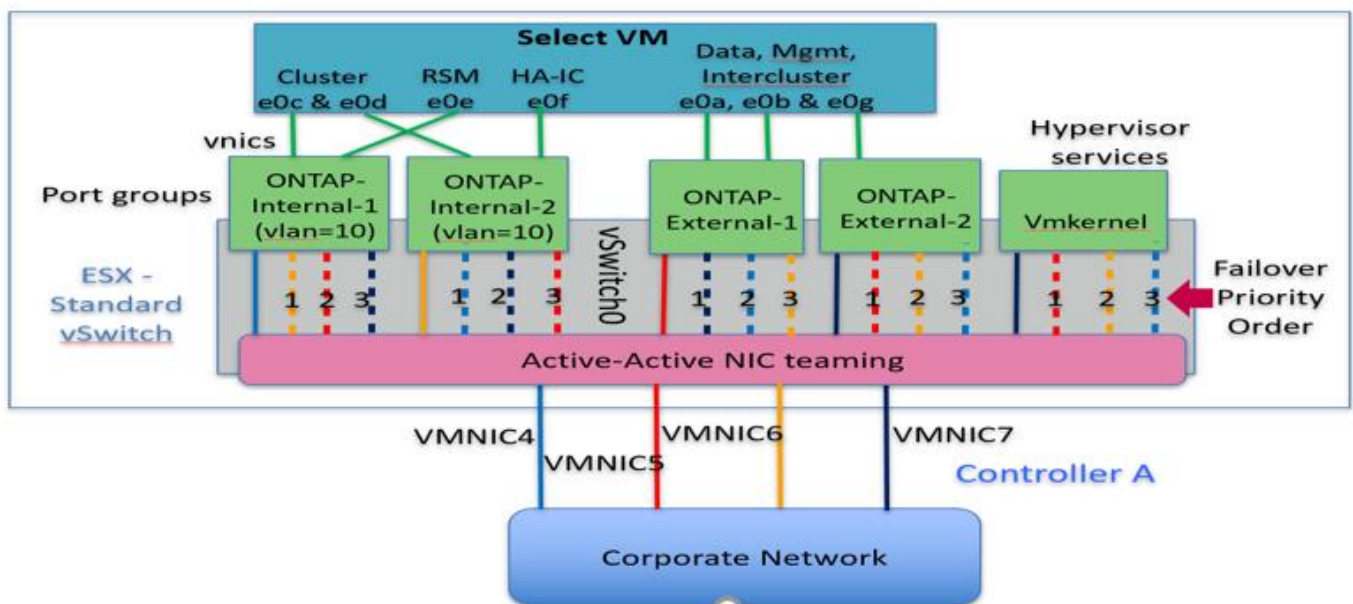 Select VM
Cluster
e0c & e0d
RSM
e0e
HA-IC
e0f
Data, Mgmt,
Intercluster
e0a, e0b & e0g
vnics
Hypervisor
services
Port groups
ONTAP-
Internal-1
(vlan=10)
ONTAP-
Internal-2
(vlan=10)
ONTAP-
External-1
ONTAP-
External-2
Vmkernel
ESX -
Standard
vSwitch
vSwitch0
1 2 3
1 2 3
1 2 3
1 2 3
1 2 3
Failover
Priority
Order
Active-Active NIC teaming
VMNIC4
VMNIC5
VMNIC6
VMNIC7
Controller A
Corporate Network